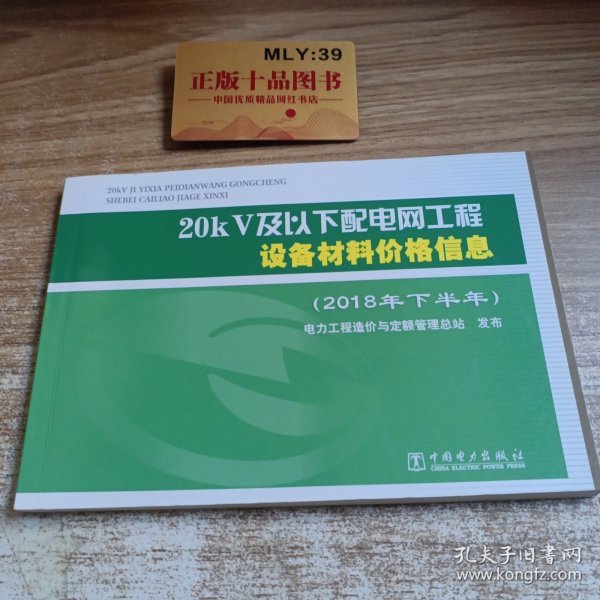 MLY:39
正版十品图书
中国优质精品网红书店
20kV JI YIXIA PEIDIANWANG GONGCHENG
SHEBEI CAILIAO JIAGE XINXI
20kV及以下配电网工程
设备材料价格信息
(2018年下半年)
电力工程造价与定额管理总站 发布
中国电力出版社
CHINA ELECTRIC POWER PRESS
孔夫子旧书网
www.kongfz.com